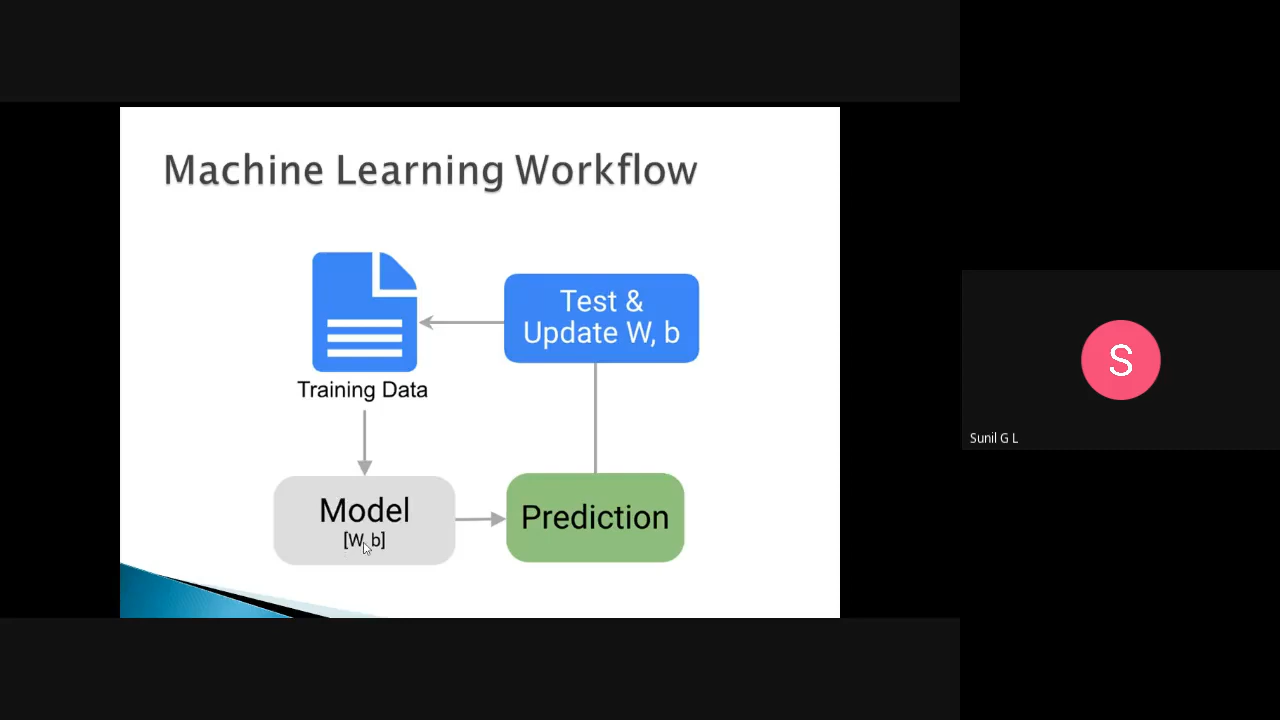 Machine Learning Workflow
Test &
Update W, b
Training Data
Model
[W, b]
Prediction
S
Sunil G L